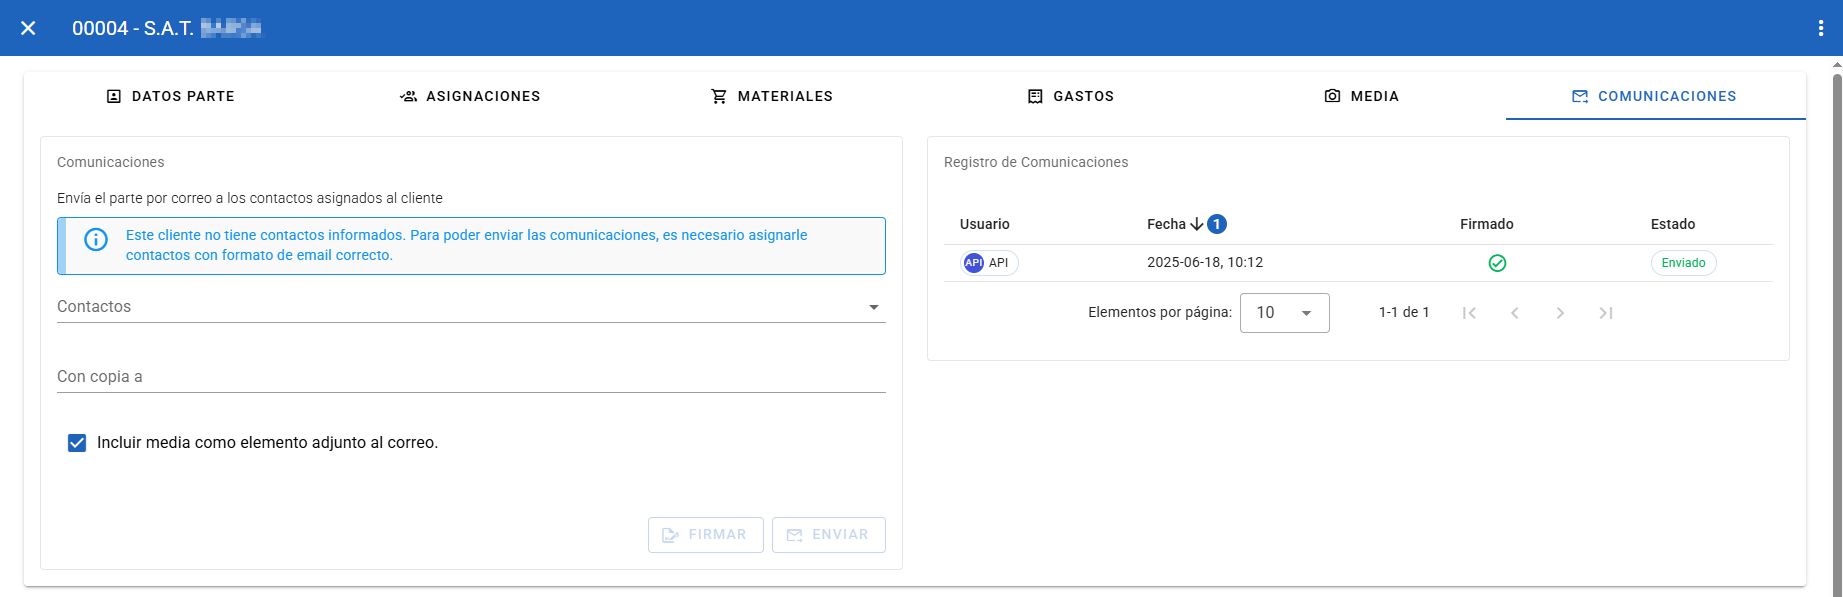 00004 - S.A.T.
DATOS PARTE
ASIGNACIONES
MATERIALES
GASTOS
MEDIA
COMUNICACIONES
Comunicaciones
Envía el parte por correo a los contactos asignados al cliente
Este cliente no tiene contactos informados. Para poder enviar las comunicaciones, es necesario asignarle
contactos con formato de email correcto.
Contactos
Con copia a
Incluir media como elemento adjunto al correo.
FIRMAR
ENVIAR
Registro de Comunicaciones
Usuario Fecha 1 Firmado Estado
API API 2025-06-18, 10:12 Enviado
Elementos por página: 10 1-1 de 1